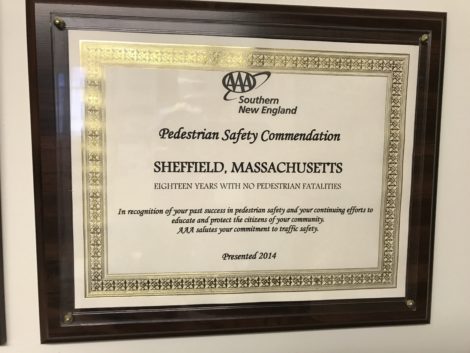 AAA
Southern
New England
Pedestrian Safety Commendation
SHEFFIELD, MASSACHUSETTS
EIGHTEEN YEARS WITH NO PEDESTRIAN FATALITIES
In recognition of your past success in pedestrian safety and your continuing efforts to
educate and protect the citizens of your community.
AAA salutes your commitment to traffic safety.
Presented 2014